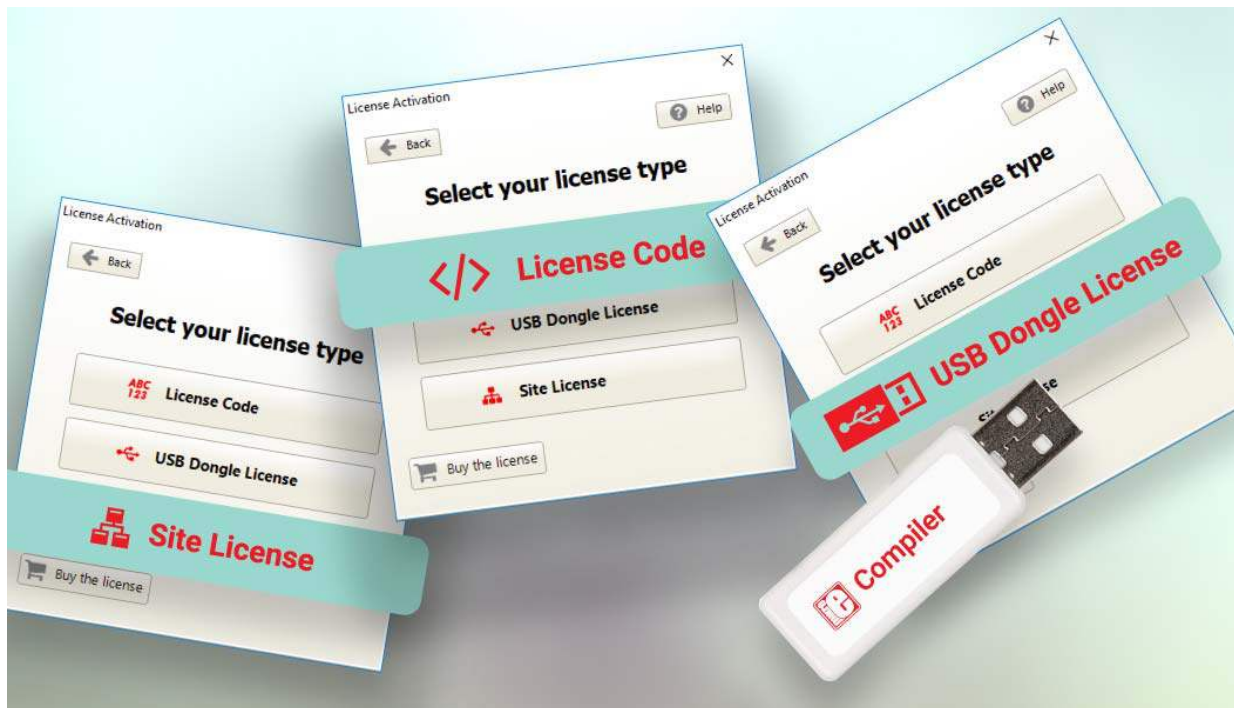 License Activation
Back
Select your license type
License Code
USB Dongle License
Site License
Buy the license
License Activation
Help
Back
Select your license type
License Code
USB Dongle License
Site License
Buy the license
License Activation
Help
Back
Select your license type
License Code
USB Dongle License
Compiler